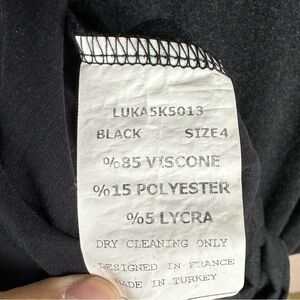 LUKA5K5013
BLACK SIZE4
%85 VISCONE
%15 POLYESTER
%5 LYCRA
DRY CLEANING ONLY
DESIGNED IN FRANCE
MADE IN TURKEY